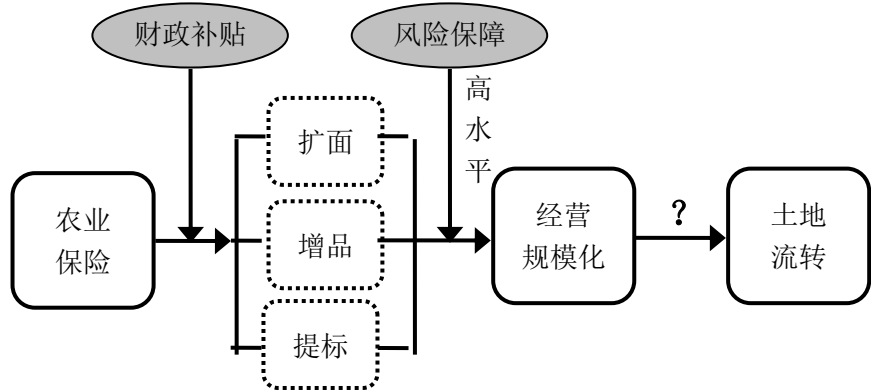 财政补贴
风险保障
高
水
平
扩面
增品
提标
农业
保险
经营
规模化
?
土地
流转